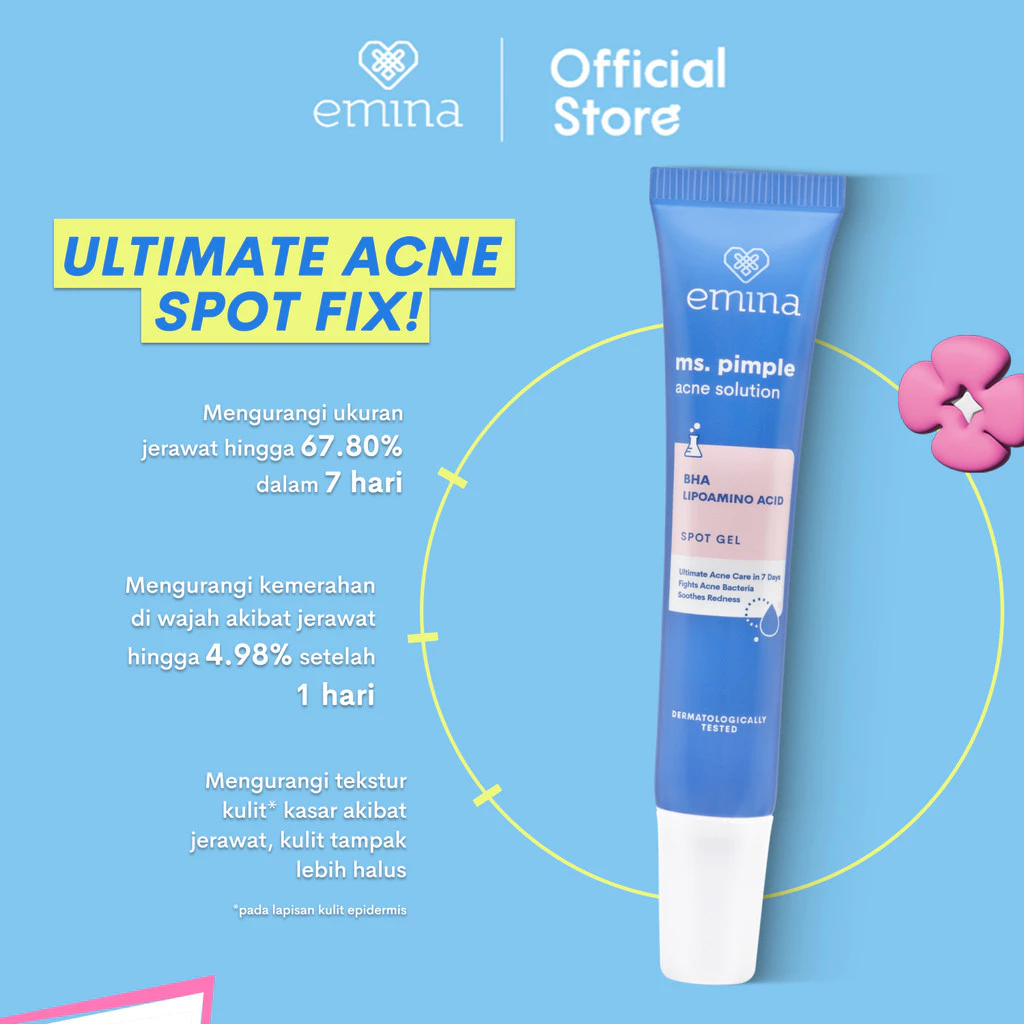 emina
Official
Store
ULTIMATE ACNE
SPOT FIX!
Mengurangi ukuran
jerawat hingga 67.80%
dalam 7 hari
Mengurangi kemerahan
di wajah akibat jerawat
hingga 4.98% setelah
1 hari
Mengurangi tekstur
kulit* kasar akibat
jerawat, kulit tampak
lebih halus
*pada lapisan kulit epidermis
emina
ms. pimple
acne solution
BHA
LIPOAMINO ACID
SPOT GEL
Ultimate Acne Care in 7 Days
Fights Acne Bacteria
Soothes Redness
DERMATOLOGICALLY
TESTED